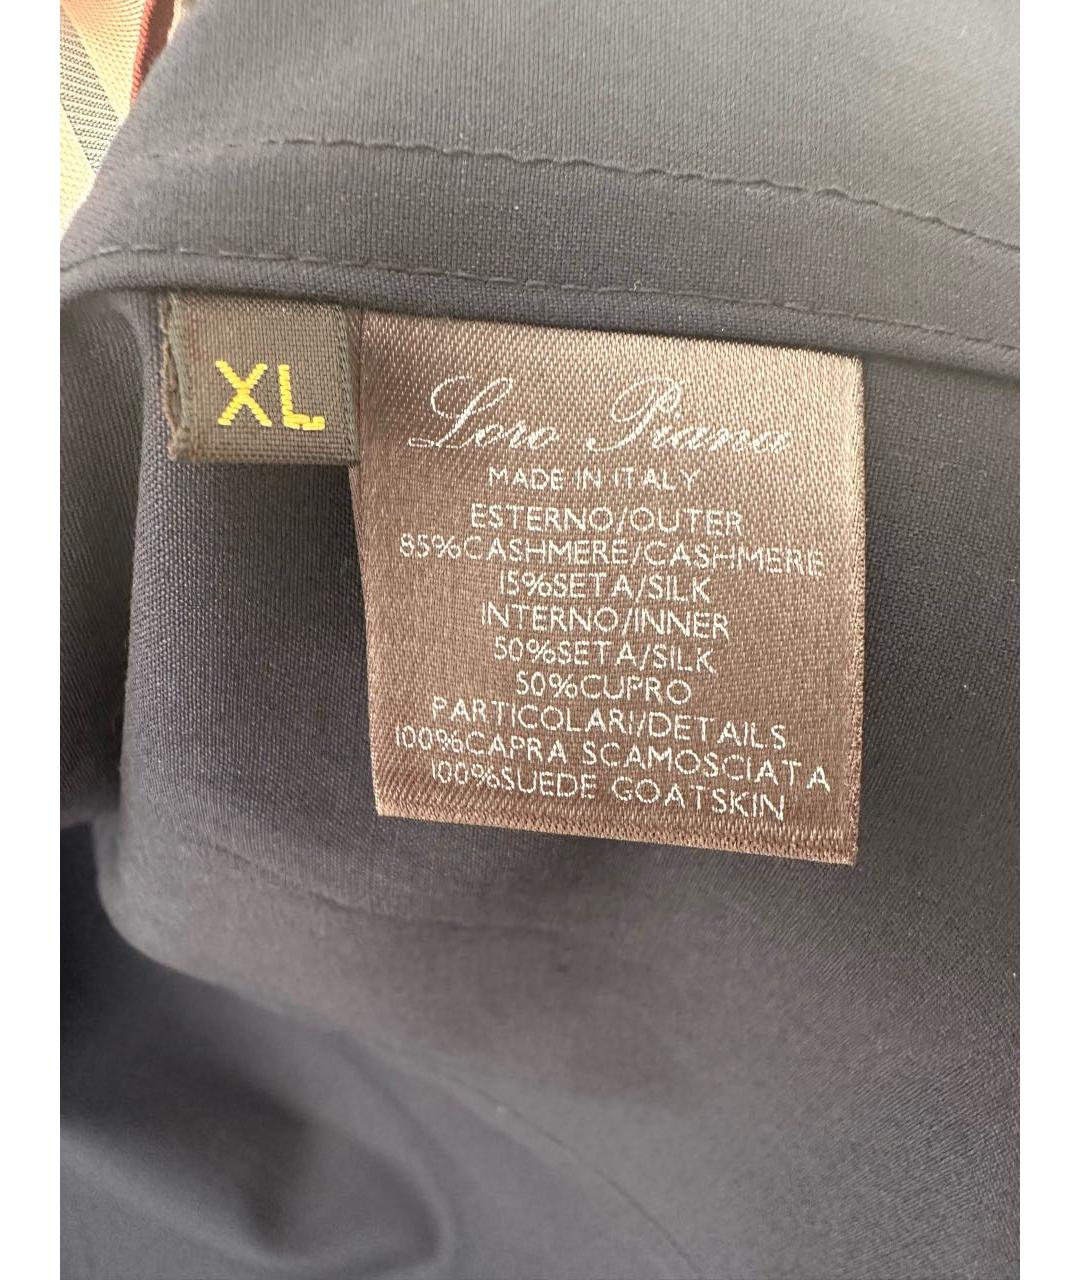 XL
Loro Piana
MADE IN ITALY
ESTERNO/OUTER
85%CASHMERE/CASHMERE
15%SETA/SILK
INTERNO/INNER
50%SETA/SILK
50%CUPRO
PARTICOLARI/DETAILS
100%CAPRA SCAMOSCIATA
100%SUEDE GOATSKIN